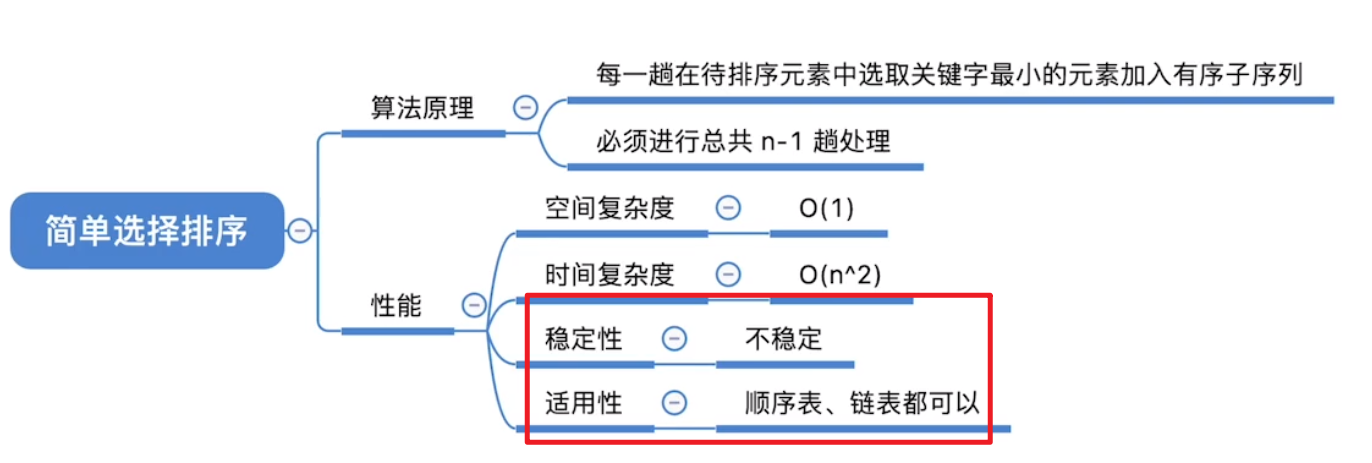 简单选择排序
算法原理
每一趟在待排序元素中选取关键字最小的元素加入有序子序列
必须进行总共 n-1 趟处理
性能
空间复杂度
O(1)
时间复杂度
O(n^2)
稳定性
不稳定
适用性
顺序表、链表都可以